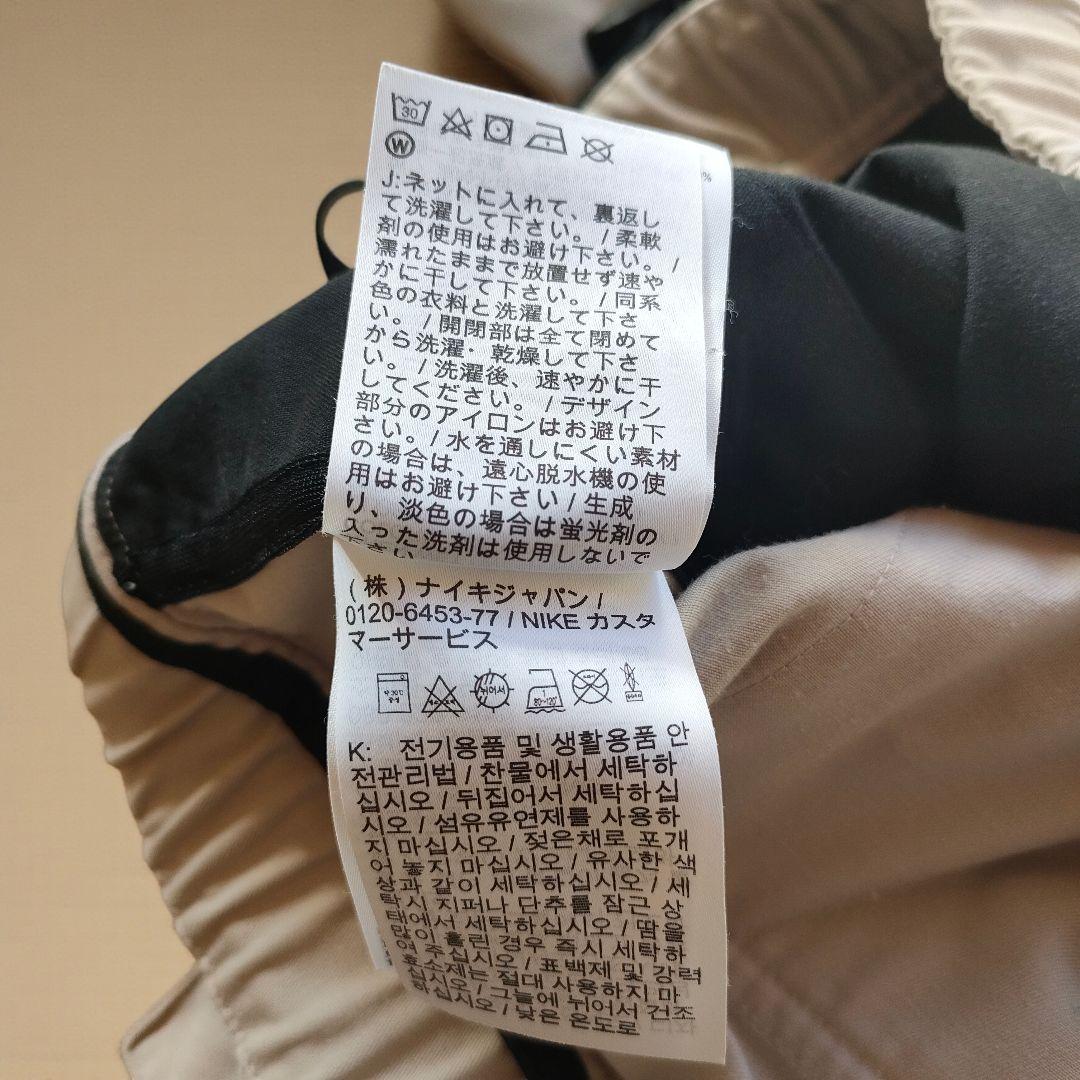 30
W
%
J:ネットに入れて、裏返し
て洗濯して下さい。/柔軟
剤の使用はお避け下さい。/
濡れたままで放置せず速や
かに干して下さい。/同系
色の衣料と洗濯して下さ
い。/開閉部は全て閉めて
から洗濯・乾燥して下さ
い。/洗濯後、速やかに干
してください。/デザイン
部分のアイロンはお避け下
さい。/水を通しにくい素材
の場合は、遠心脱水機の使
用はお避け下さい/生成
り、淡色の場合は蛍光剤の
入った洗剤は使用しないで
下さい
(株)ナイキジャパン/
0120-6453-77 / NIKE カスタ
マーサービス
약30℃
중성
뉘어서
1
80~120℃
K: 전기용품 및 생활용품 안
전관리법 / 찬물에서 세탁하
십시오 / 뒤집어서 세탁하십
시오 / 섬유유연제를 사용하
지 마십시오 / 젖은채로 포개
어 놓지 마십시오 / 유사한 색
상과 같이 세탁하십시오 / 세
탁시 지퍼나 단추를 잠근 상
태에서 세탁하십시오 / 땀을
많이 흘린 경우 즉시 세탁하
여 주십시오 / 표백제 및 강력
효소제는 절대 사용하지 마
십시오 / 그늘에 뉘어서 건조
하십시오 / 낮은 온도로